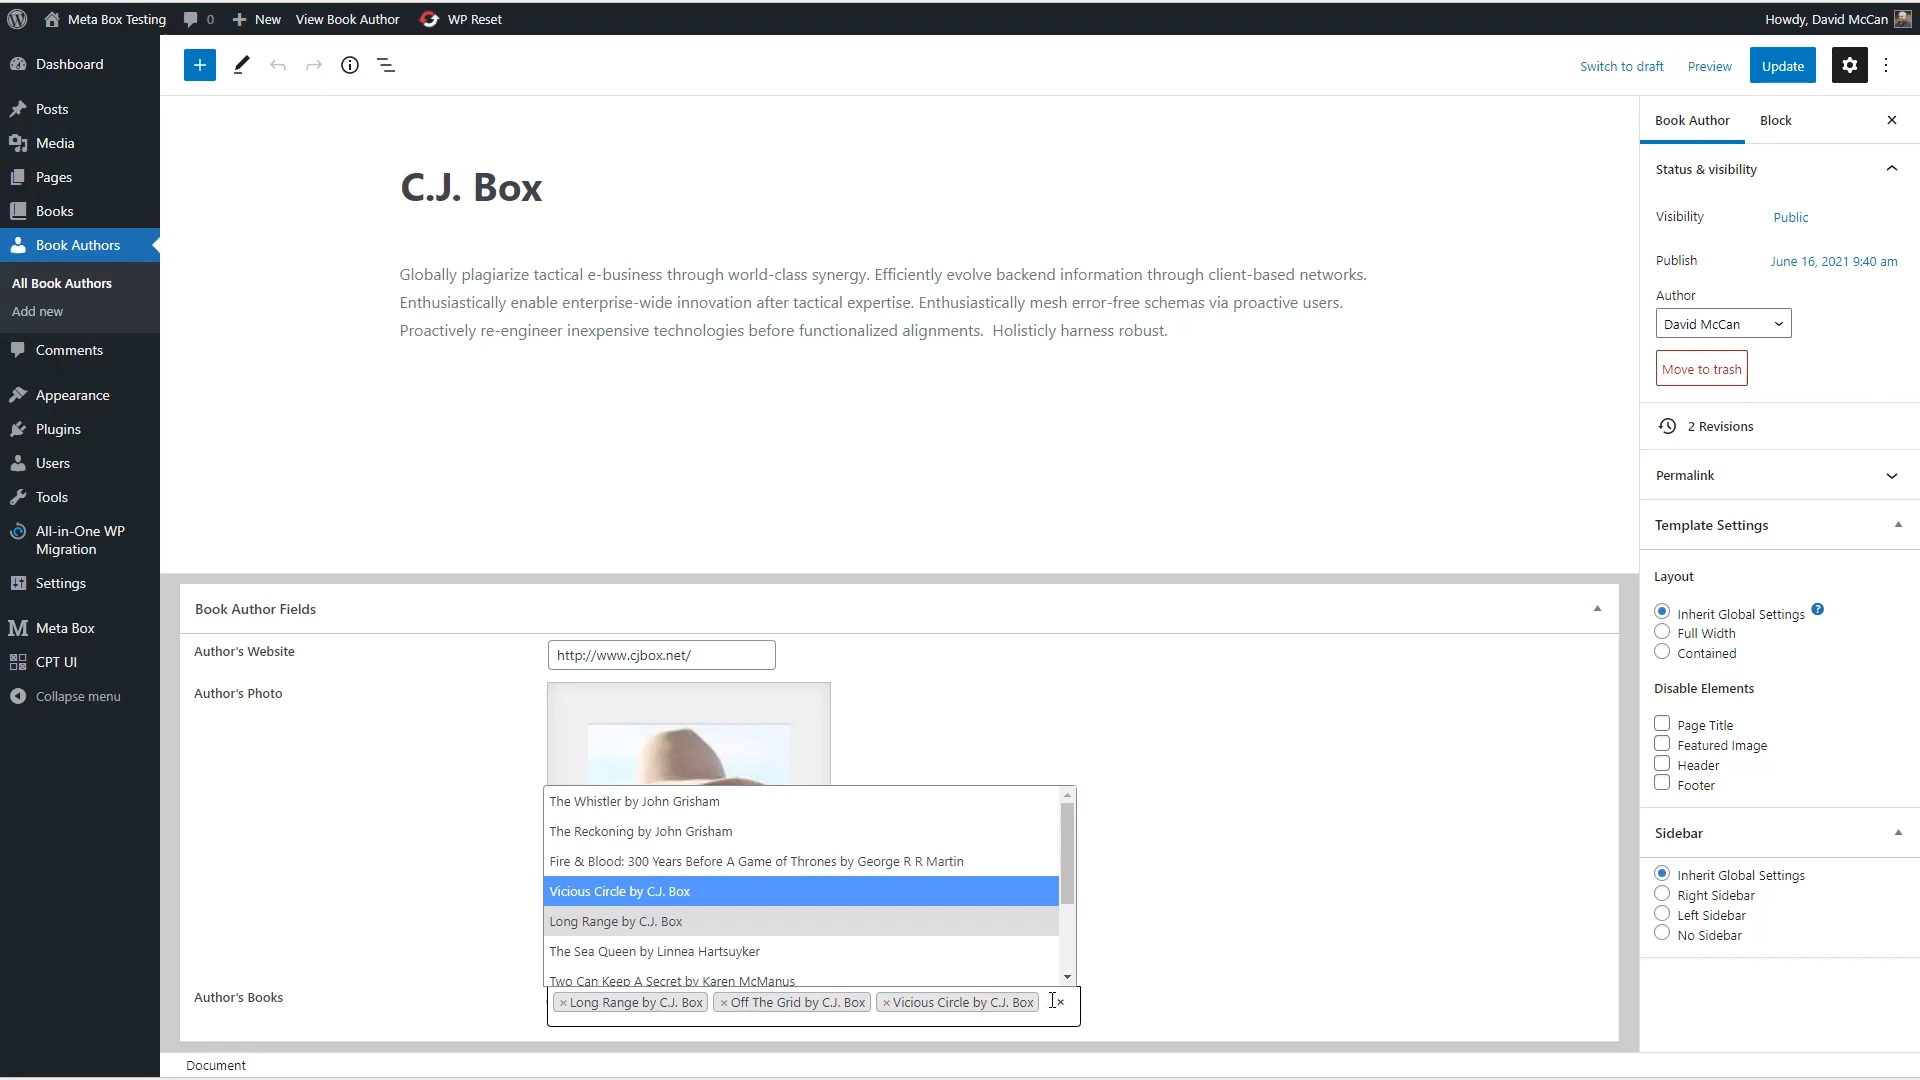 Meta Box Testing 0 New View Book Author WP Reset Howdy, David McCan
Dashboard
Posts
Media
Pages
Books
Book Authors
All Book Authors
Add new
Comments
Appearance
Plugins
Users
Tools
All-in-One WP
Migration
Settings
Meta Box
CPT UI
Collapse menu
Switch to draft Preview Update
C.J. Box
Globally plagiarize tactical e-business through world-class synergy. Efficiently evolve backend information through client-based networks.
Enthusiastically enable enterprise-wide innovation after tactical expertise. Enthusiastically mesh error-free schemas via proactive users.
Proactively re-engineer inexpensive technologies before functionalized alignments.  Holisticly harness robust.
Book Author Fields
Author's Website http://www.cjbox.net/
Author's Photo
The Whistler by John Grisham
The Reckoning by John Grisham
Fire & Blood: 300 Years Before A Game of Thrones by George R R Martin
Vicious Circle by C.J. Box
Long Range by C.J. Box
The Sea Queen by Linnea Hartsuyker
Two Can Keep A Secret by Karen McManus
Author's Books ×Long Range by C.J. Box ×Off The Grid by C.J. Box ×Vicious Circle by C.J. Box ×
Document
Book Author Block
Status & visibility
Visibility Public
Publish June 16, 2021 9:40 am
Author
David McCan
Move to trash
2 Revisions
Permalink
Template Settings
Layout
Inherit Global Settings ?
Full Width
Contained
Disable Elements
Page Title
Featured Image
Header
Footer
Sidebar
Inherit Global Settings
Right Sidebar
Left Sidebar
No Sidebar